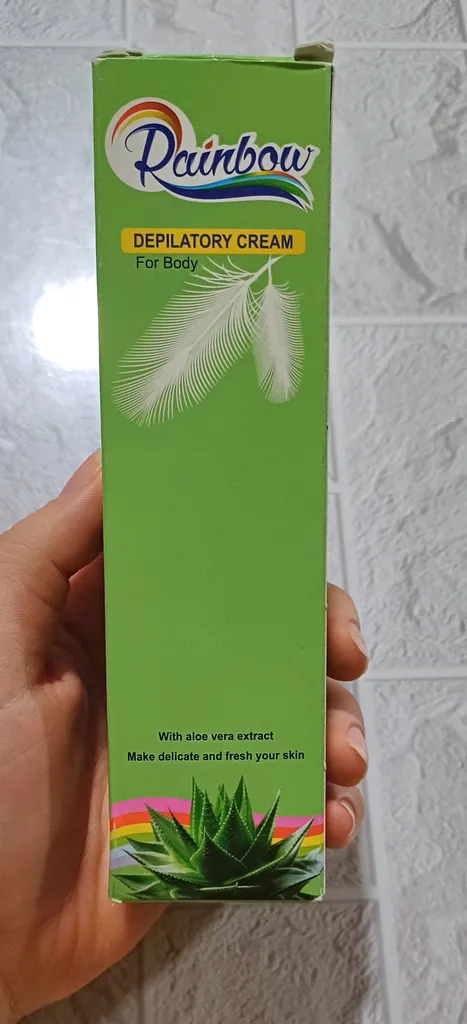 Rainbow
DEPILATORY CREAM
For Body
With aloe vera extract
Make delicate and fresh your skin